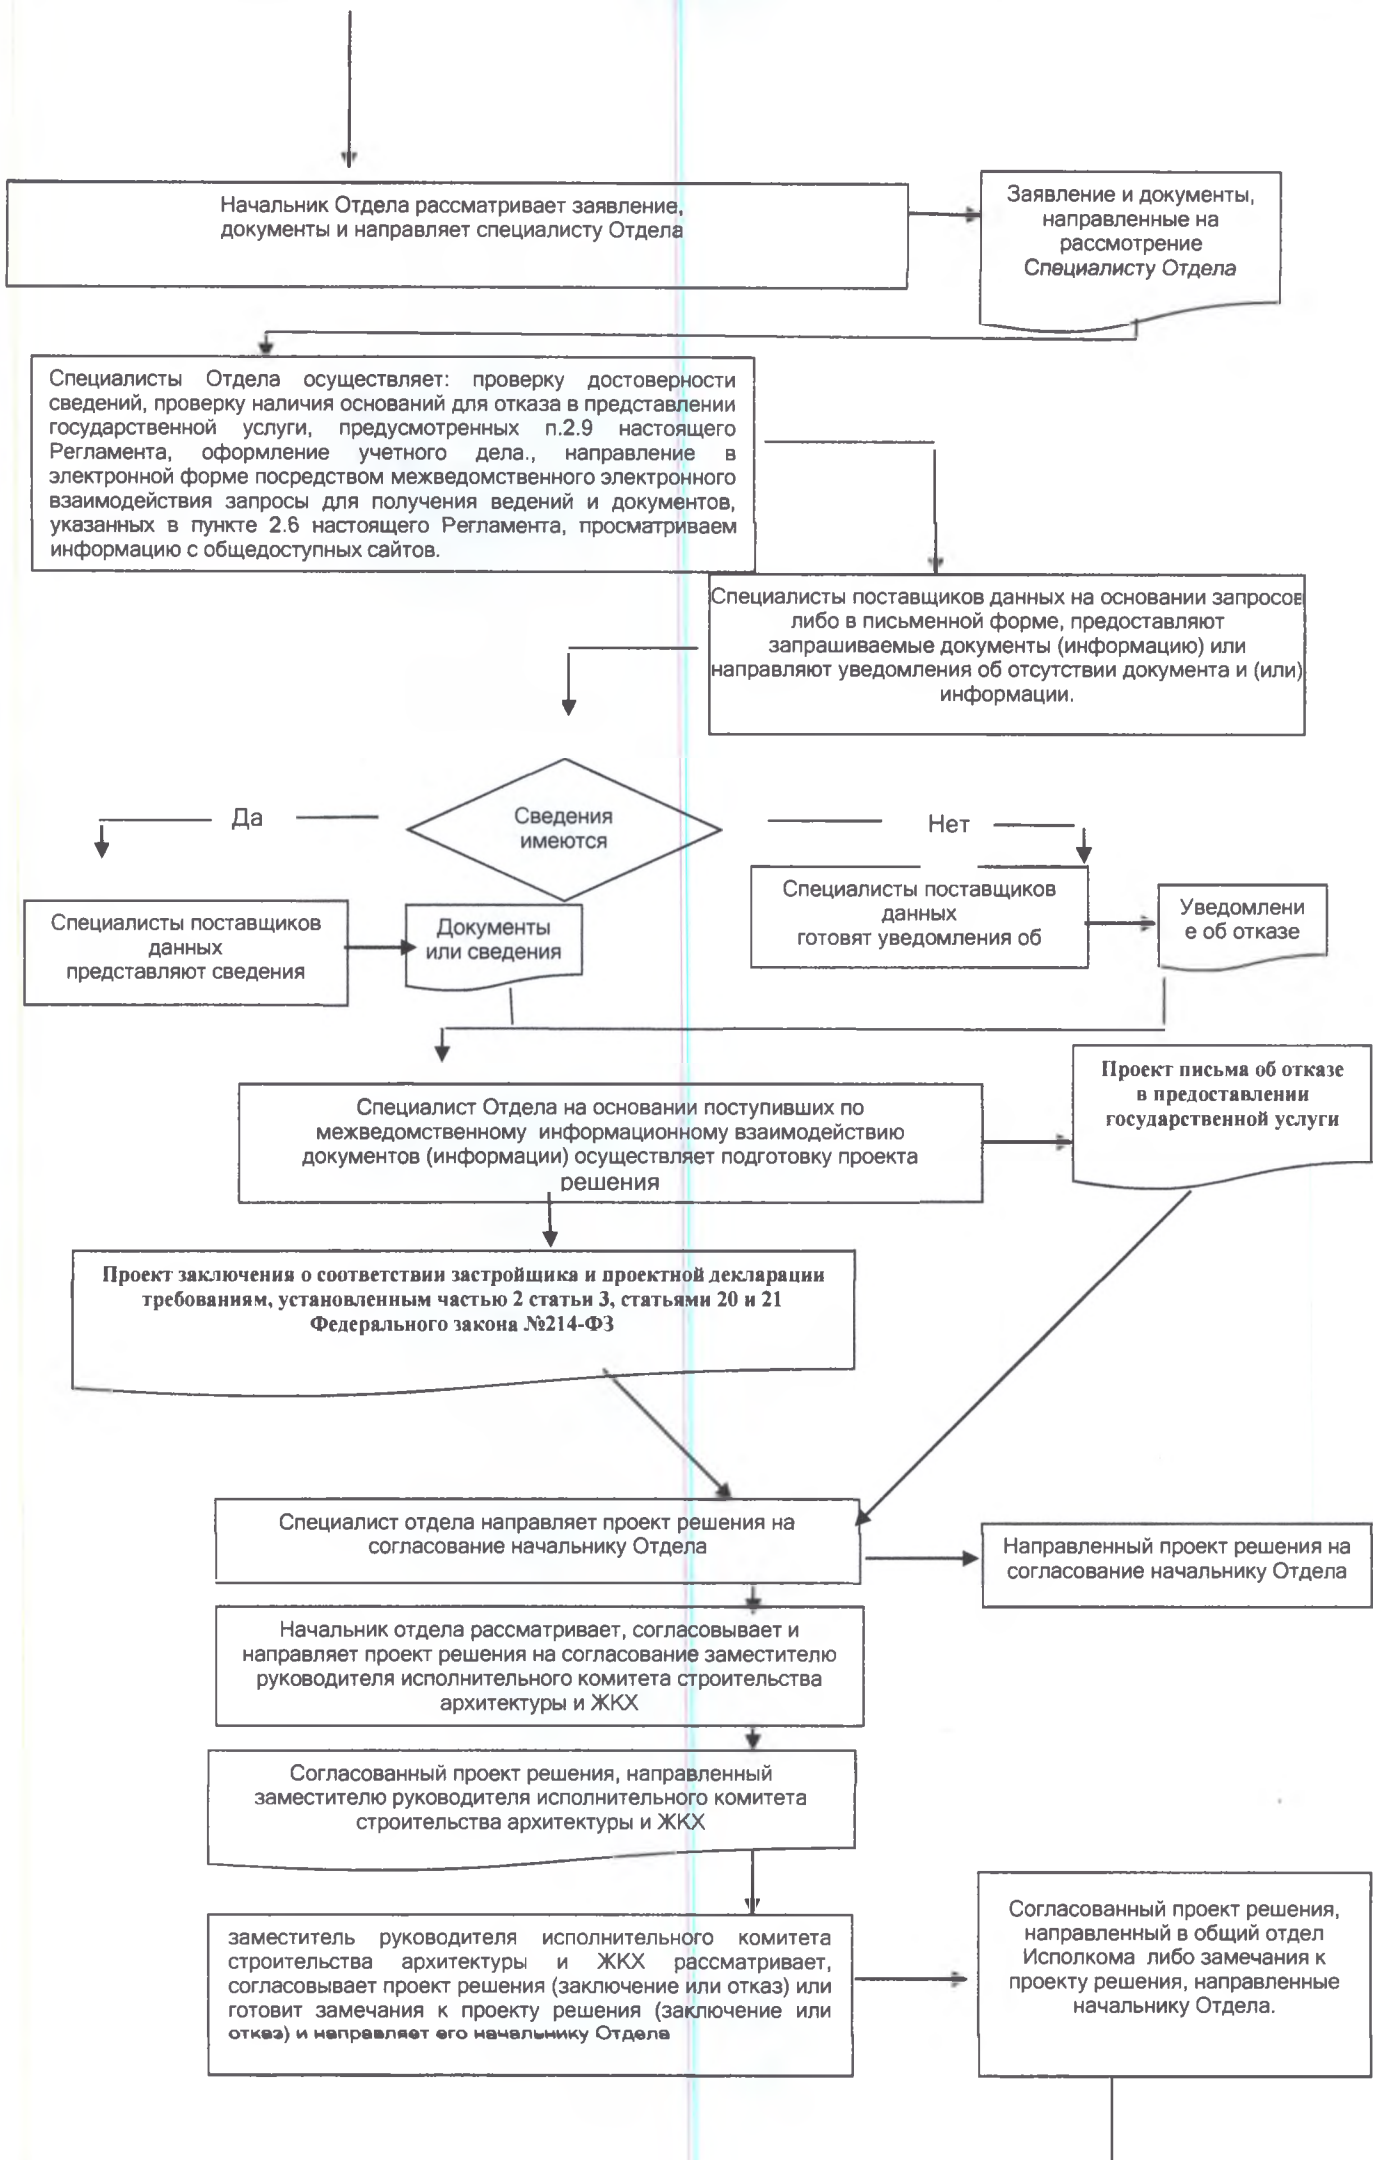 Начальник Отдела рассматривает заявление,
документы и направляет специалисту Отдела
Заявление и документы,
направленные на
рассмотрение
Специалисту Отдела
Специалисты Отдела осуществляет: проверку достоверности
сведений, проверку наличия оснований для отказа в представлении
государственной услуги, предусмотренных п.2.9 настоящего
Регламента, оформление учетного дела., направление в
электронной форме посредством межведомственного электронного
взаимодействия запросы для получения ведений и документов,
указанных в пункте 2.6 настоящего Регламента, просматриваем
информацию с общедоступных сайтов.
Специалисты поставщиков данных на основании запросов
либо в письменной форме, предоставляют
запрашиваемые документы (информацию) или
направляют уведомления об отсутствии документа и (или)
информации.
Да
Сведения
имеются
Нет
Специалисты поставщиков
данных
представляют сведения
Документы
или сведения
Специалисты поставщиков
данных
готовят уведомления об
Уведомлени
е об отказе
Специалист Отдела на основании поступивших по
межведомственному информационному взаимодействию
документов (информации) осуществляет подготовку проекта
решения
Проект письма об отказе
в предоставлении
государственной услуги
Проект заключения о соответствии застройщика и проектной декларации
требованиям, установленным частью 2 статьи 3, статьями 20 и 21
Федерального закона №214-ФЗ
Специалист отдела направляет проект решения на
согласование начальнику Отдела
Направленный проект решения на
согласование начальнику Отдела
Начальник отдела рассматривает, согласовывает и
направляет проект решения на согласование заместителю
руководителя исполнительного комитета строительства
архитектуры и ЖКХ
Согласованный проект решения, направленный
заместителю руководителя исполнительного комитета
строительства архитектуры и ЖКХ
заместитель руководителя исполнительного комитета
строительства архитектуры и ЖКХ рассматривает,
согласовывает проект решения (заключение или отказ) или
готовит замечания к проекту решения (заключение или
отказ) и направляет его начальнику Отдела
Согласованный проект решения,
направленный в общий отдел
Исполкома либо замечания к
проекту решения, направленные
начальнику Отдела.